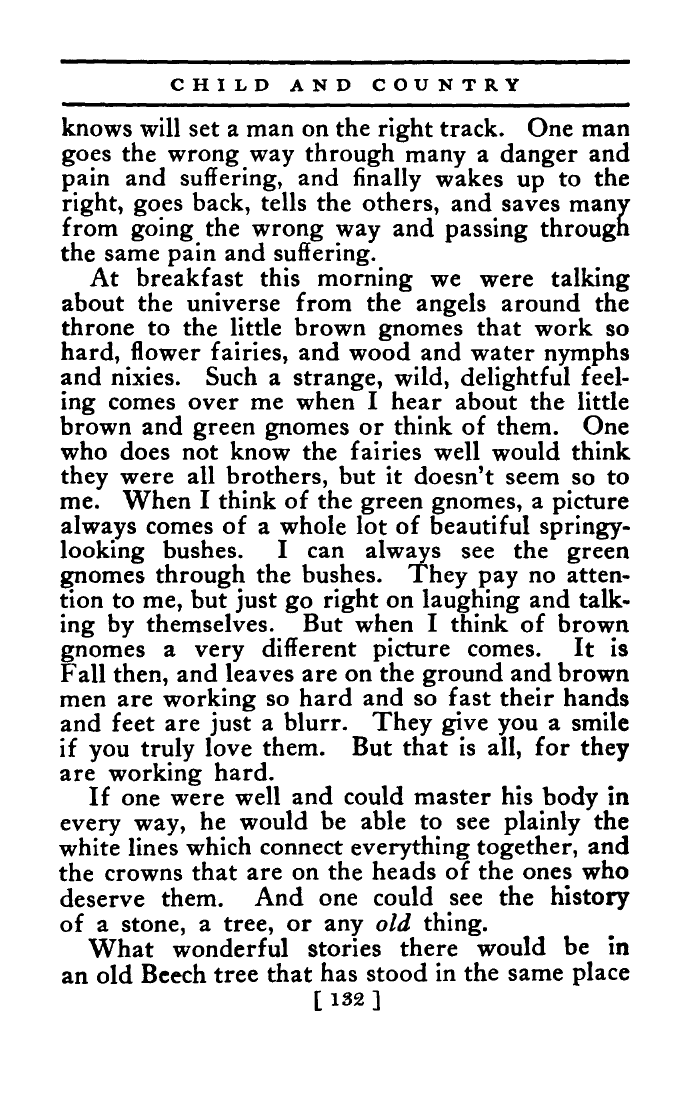 CHILD AND COUNTRY
knows will set a man on the right track. One man
goes the wrong way through many a danger and
pain and suffering, and finally wakes up to the
right, goes back, tells the others, and saves many
from going the wrong way and passing through
the same pain and suffering.
At breakfast this morning we were talking
about the universe from the angels around the
throne to the little brown gnomes that work so
hard, flower fairies, and wood and water nymphs
and nixies. Such a strange, wild, delightful feel-
ing comes over me when I hear about the little
brown and green gnomes or think of them. One
who does not know the fairies well would think
they were all brothers, but it doesn't seem so to
me. When I think of the green gnomes, a picture
always comes of a whole lot of beautiful springy-
looking bushes. I can always see the green
gnomes through the bushes. They pay no atten-
tion to me, but just go right on laughing and talk-
ing by themselves. But when I think of brown
gnomes a very different picture comes. It is
Fall then, and leaves are on the ground and brown
men are working so hard and so fast their hands
and feet are just a blurr. They give you a smile
if you truly love them. But that is all, for they
are working hard.
If one were well and could master his body in
every way, he would be able to see plainly the
white lines which connect everything together, and
the crowns that are on the heads of the ones who
deserve them. And one could see the history
of a stone, a tree, or any old thing.
What wonderful stories there would be in
an old Beech tree that has stood in the same place
[ 132 ]